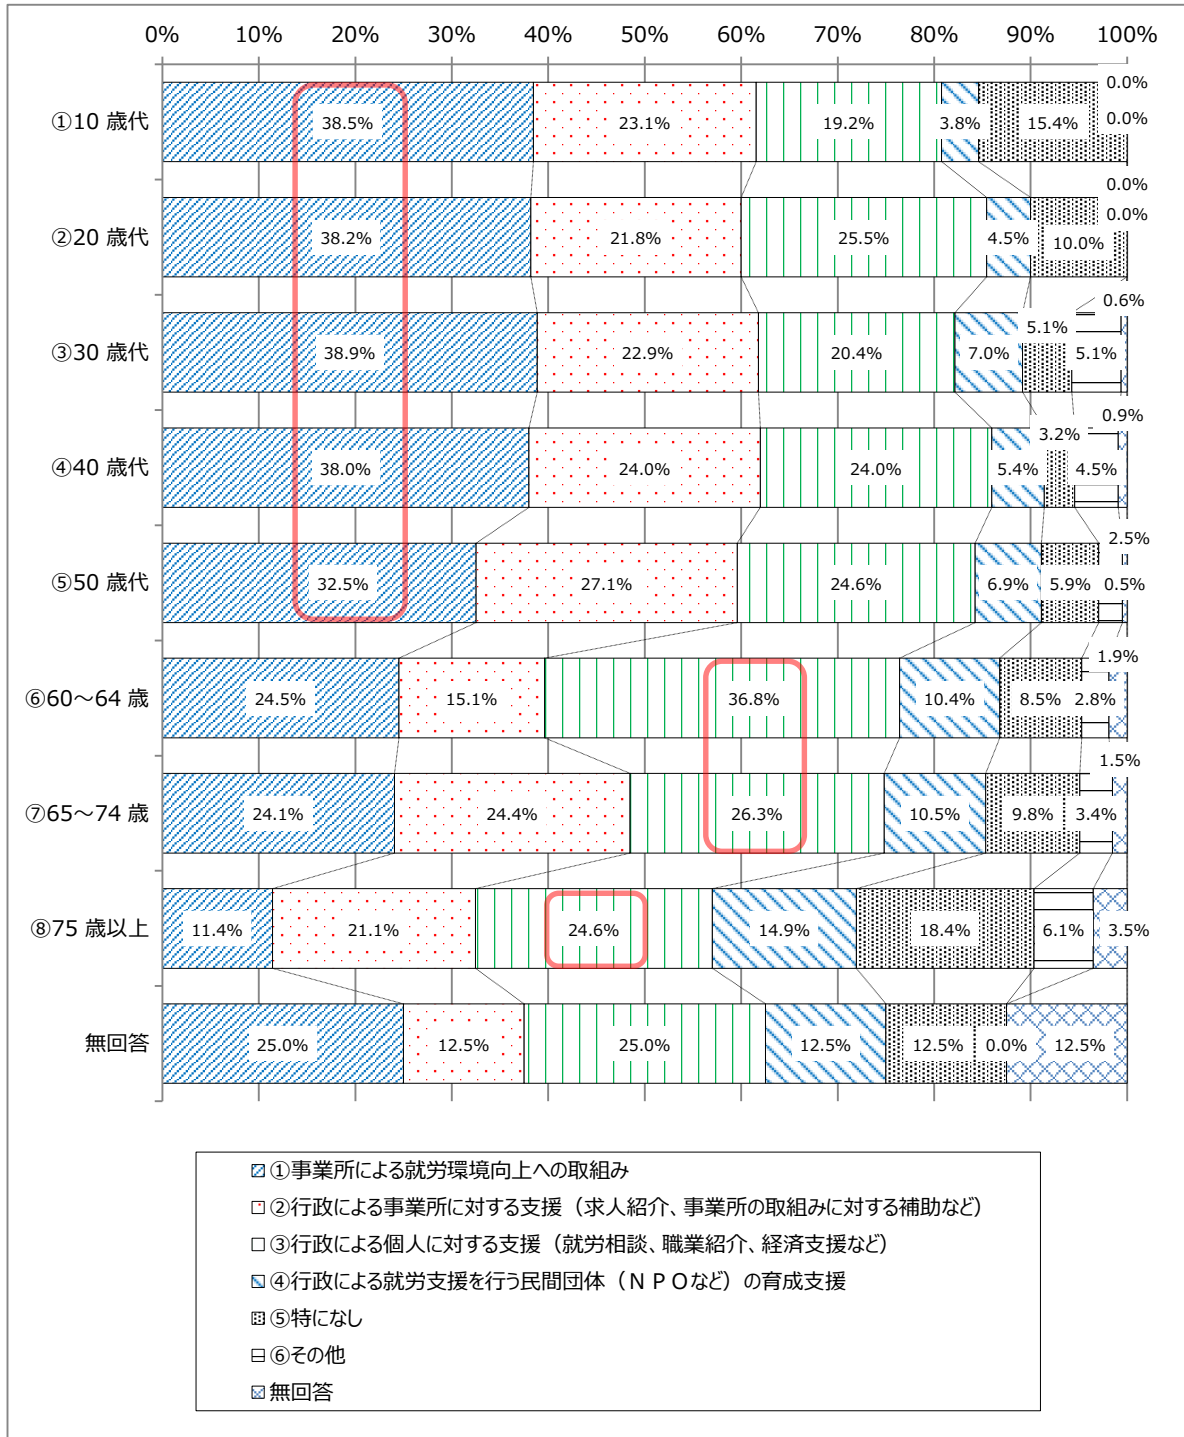 0% 10% 20% 30% 40% 50% 60% 70% 80% 90% 100%
0.0%
①10 歳代 38.5% 23.1% 19.2% 3.8% 15.4% 0.0%
0.0%
②20 歳代 38.2% 21.8% 25.5% 4.5% 10.0% 0.0%
0.6%
③30 歳代 38.9% 22.9% 20.4% 7.0% 5.1% 5.1%
0.9%
④40 歳代 38.0% 24.0% 24.0% 5.4% 3.2% 4.5%
2.5%
⑤50 歳代 32.5% 27.1% 24.6% 6.9% 5.9% 0.5%
1.9%
⑥60～64 歳 24.5% 15.1% 36.8% 10.4% 8.5% 2.8%
1.5%
⑦65～74 歳 24.1% 24.4% 26.3% 10.5% 9.8% 3.4%
⑧75 歳以上 11.4% 21.1% 24.6% 14.9% 18.4% 6.1% 3.5%
無回答 25.0% 12.5% 25.0% 12.5% 12.5% 0.0% 12.5%
①事業所による就労環境向上への取組み
②行政による事業所に対する支援（求人紹介、事業所の取組みに対する補助など）
③行政による個人に対する支援（就労相談、職業紹介、経済支援など）
④行政による就労支援を行う民間団体（ＮＰＯなど）の育成支援
⑤特になし
⑥その他
無回答